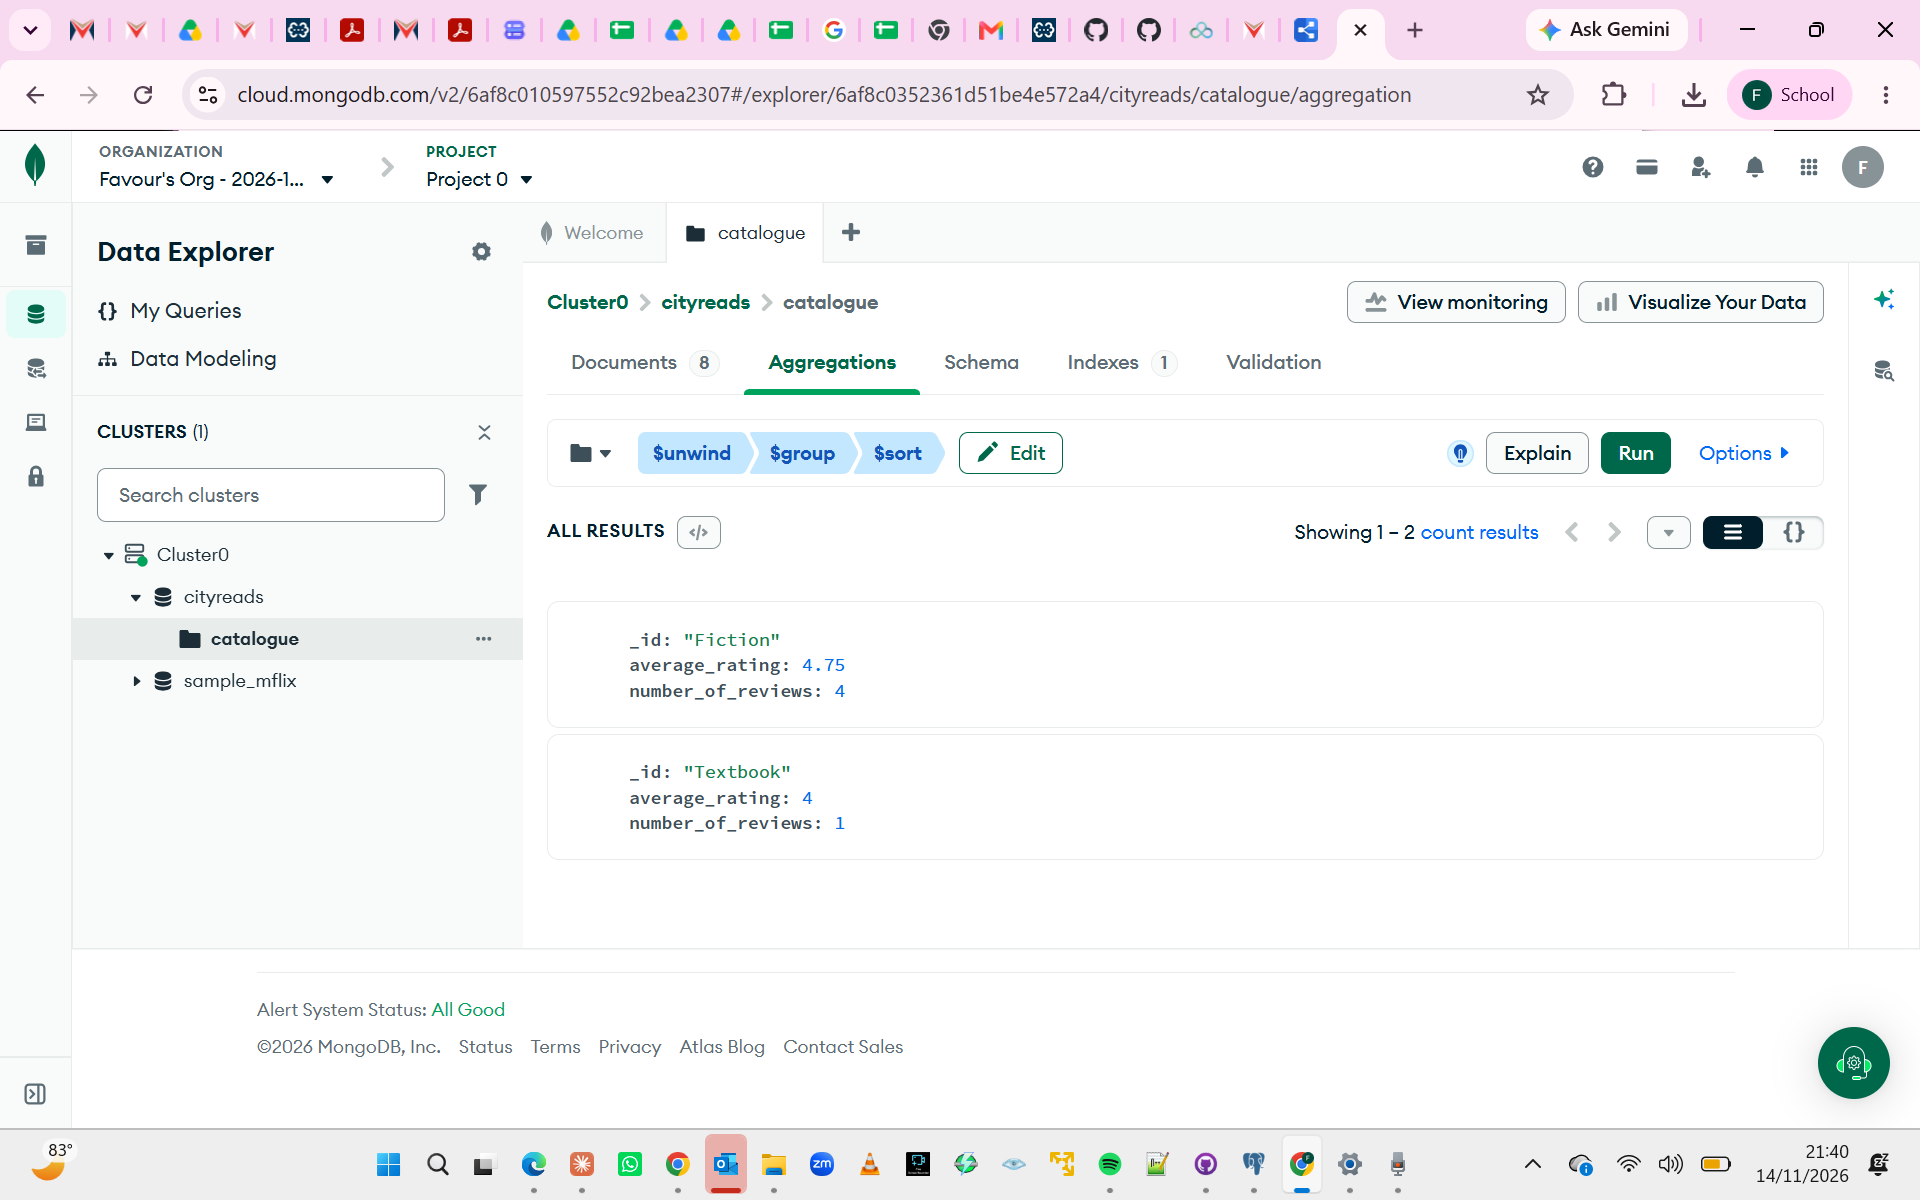 Ask Gemini
cloud.mongodb.com/v2/6af8c010597552c92bea2307#/explorer/6af8c0352361d51be4e572a4/cityreads/catalogue/aggregation
F School
ORGANIZATION
Favour's Org - 2026-1...
PROJECT
Project 0
F
Data Explorer
My Queries
Data Modeling
CLUSTERS (1)
Search clusters
Cluster0
cityreads
catalogue
sample_mflix
Welcome
catalogue
Cluster0 cityreads catalogue
View monitoring
Visualize Your Data
Documents 8
Aggregations
Schema
Indexes 1
Validation
$unwind $group $sort
Edit
Explain
Run
Options
ALL RESULTS
Showing 1 – 2 count results
_id: "Fiction"
average_rating: 4.75
number_of_reviews: 4
_id: "Textbook"
average_rating: 4
number_of_reviews: 1
Alert System Status: All Good
©2026 MongoDB, Inc. Status Terms Privacy Atlas Blog Contact Sales
83°
zm
21:40
14/11/2026